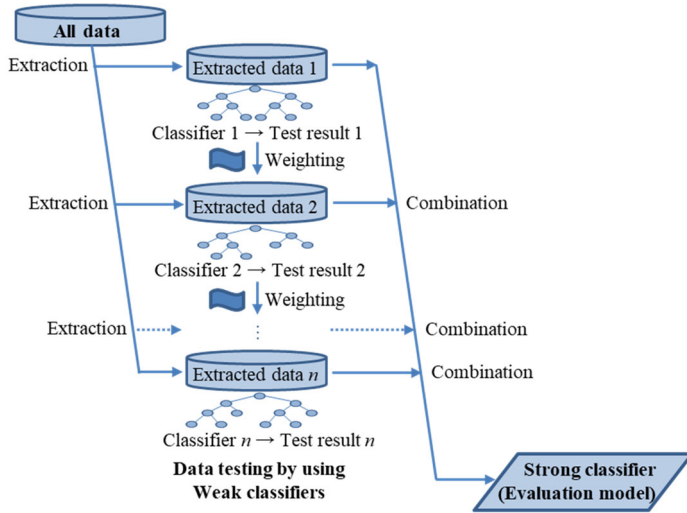 All data
Extraction
Extracted data 1
Classifier 1 → Test result 1
Weighting
Extraction
Extracted data 2
Combination
Classifier 2 → Test result 2
Weighting
Extraction
⋮
Combination
Extracted data n
Combination
Classifier n → Test result n
Data testing by using
Weak classifiers
Strong classifier
(Evaluation model)